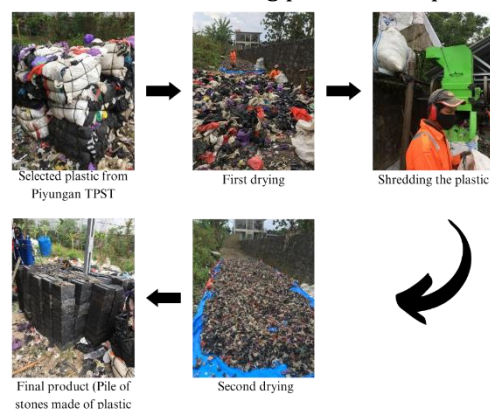 Selected plastic from
Piyungan TPST
First drying
Shredding the plastic
Final product (Pile of
stones made of plastic
Second drying